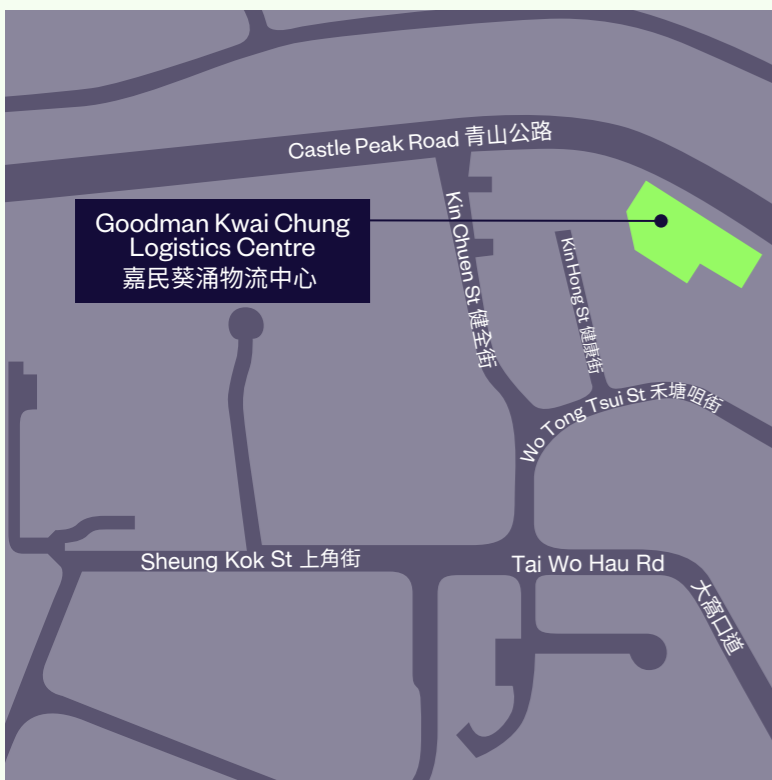 Castle Peak Road 青山公路
Goodman Kwai Chung
Logistics Centre
嘉民葵涌物流中心
Kin Chuen St 健全街
Kin Hong St 健康街
Wo Tong Tsui St 禾塘咀街
Sheung Kok St 上角街
Tai Wo Hau Rd
大窩口道